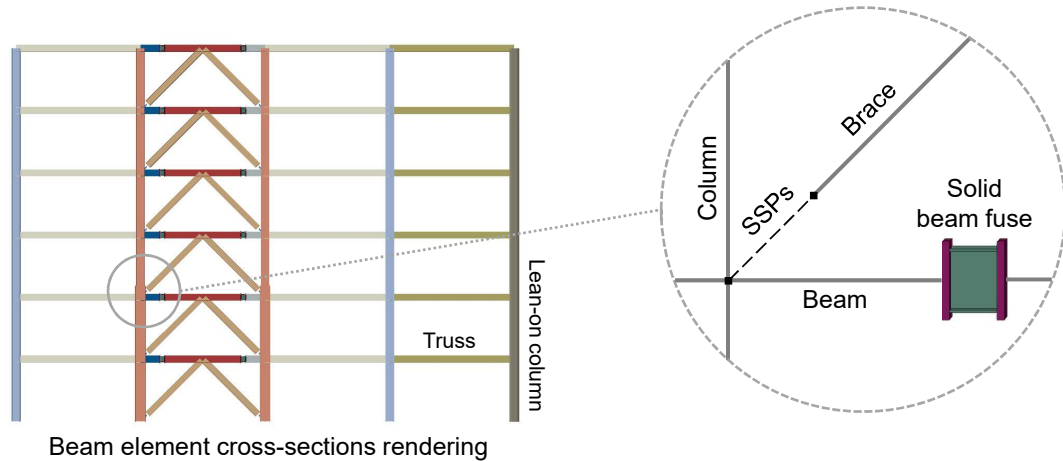 Truss
Lean-on column
Beam element cross-sections rendering
Column
SSPs
Brace
Solid
beam fuse
Beam